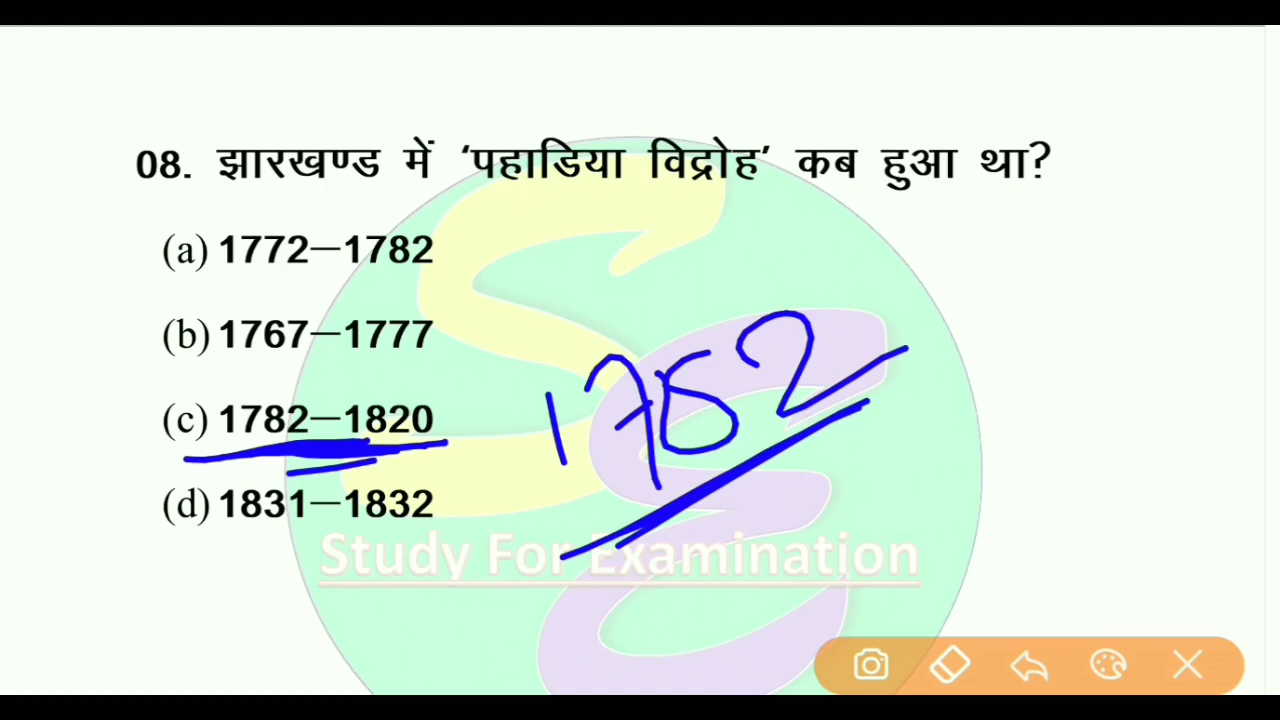 08. झारखण्ड में ‘पहाडिया विद्रोह’ कब हुआ था?
(a) 1772–1782
(b) 1767–1777
(c) 1782–1820
1782
(d) 1831–1832
Study For Examination